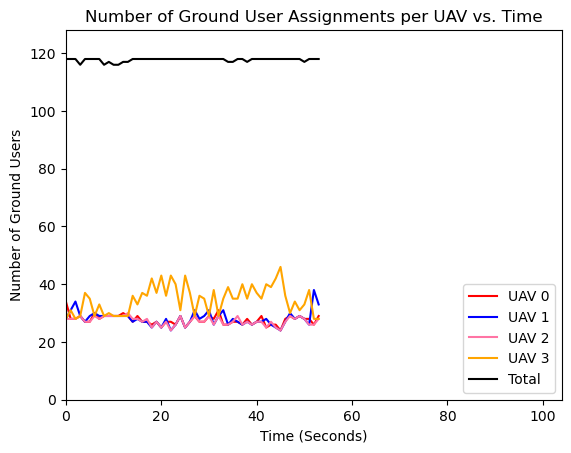 Number of Ground User Assignments per UAV vs. Time
Number of Ground Users
120
100
80
60
40
20
0
UAV 0
UAV 1
UAV 2
UAV 3
Total
0
20
40
60
80
100
Time (Seconds)